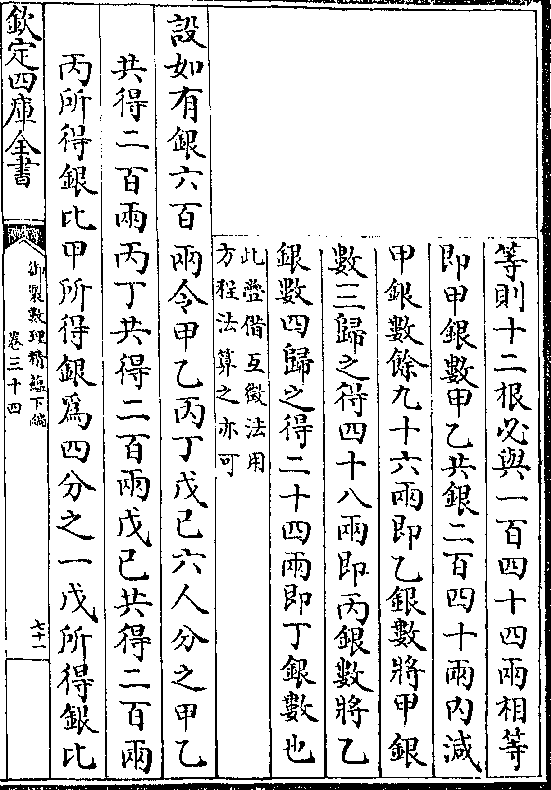 等則十二根必與一百四十四兩相等
即甲銀數甲乙共銀二百四十兩內減
甲銀數餘九十六兩即乙銀數將甲銀
數三歸之得四十八兩即丙銀數將乙
銀數四歸之得二十四兩即丁銀數也
此疊借互徵法用
方程法算之亦可
設如有銀六百兩令甲乙丙丁戊己六人分之甲乙
共得二百兩丙丁共得二百兩戊己共得二百兩
丙所得銀比甲所得銀為四分之一戊所得銀比
欽定四庫全書
御製數理精蘊下編
卷三十四
七十一